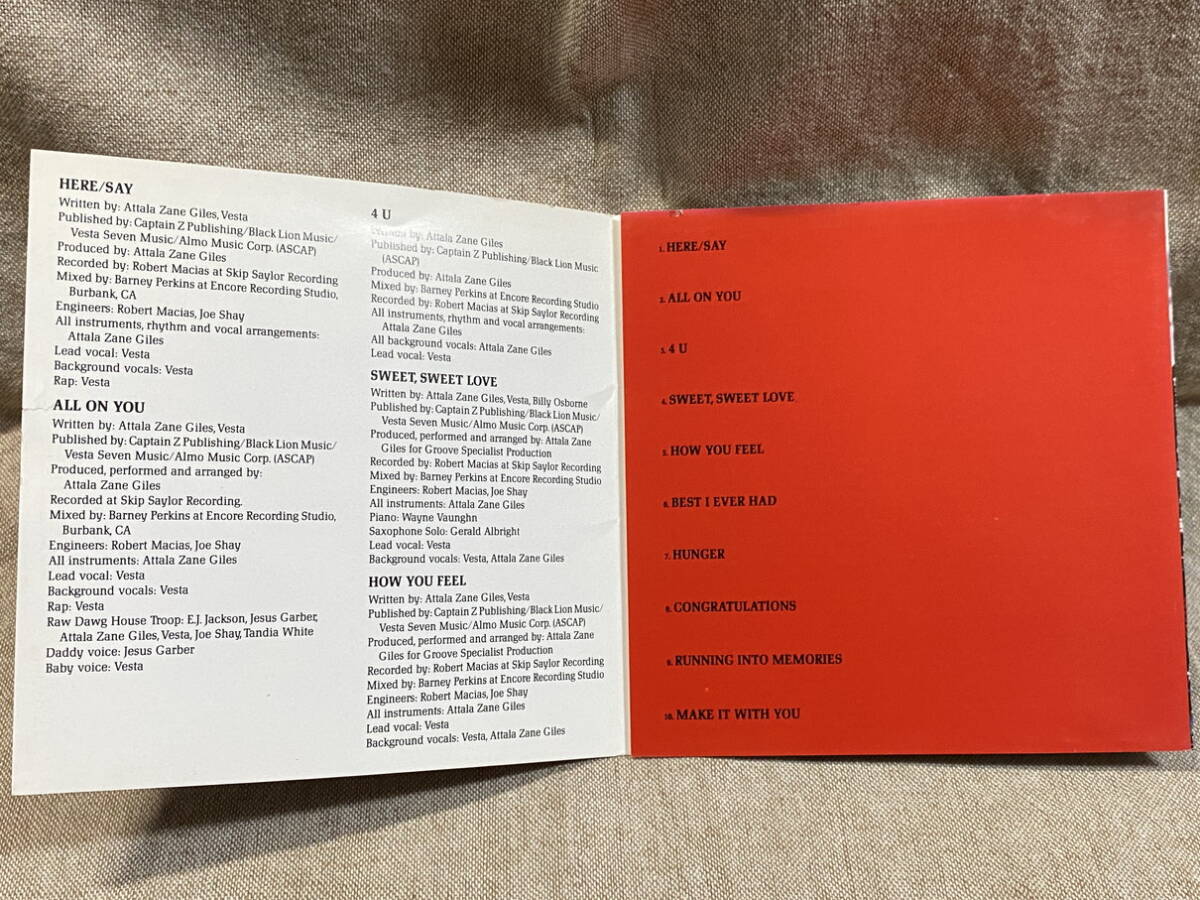 HERE/SAY
Written by: Attala Zane Giles, Vesta
Published by: Captain Z Publishing/Black Lion Music/
Vesta Seven Music/Almo Music Corp. (ASCAP)
Produced by: Attala Zane Giles
Recorded by: Robert Macias at Skip Saylor Recording
Mixed by: Barney Perkins at Encore Recording Studio,
Burbank, CA
Engineers: Robert Macias, Joe Shay
All instruments, rhythm and vocal arrangements:
Attala Zane Giles
Lead vocal: Vesta
Background vocals: Vesta
Rap: Vesta
ALL ON YOU
Written by: Attala Zane Giles, Vesta
Published by: Captain Z Publishing/Black Lion Music/
Vesta Seven Music/Almo Music Corp. (ASCAP)
Produced, performed and arranged by:
Attala Zane Giles
Recorded at Skip Saylor Recording.
Mixed by: Barney Perkins at Encore Recording Studio,
Burbank, CA
Engineers: Robert Macias, Joe Shay
All instruments: Attala Zane Giles
Lead vocal: Vesta
Background vocals: Vesta
Rap: Vesta
Raw Dawg House Troop: E.J. Jackson, Jesus Garber,
Attala Zane Giles, Vesta, Joe Shay, Tandia White
Daddy voice: Jesus Garber
Baby voice: Vesta
4 U
Written by: Attala Zane Giles
Published by: Captain Z Publishing/Black Lion Music
(ASCAP)
Produced by: Attala Zane Giles
Mixed by: Barney Perkins at Encore Recording Studio
Recorded by: Robert Macias at Skip Saylor Recording
All instruments, rhythm and vocal arrangements:
Attala Zane Giles
All background vocals: Attala Zane Giles
Lead vocal: Vesta
SWEET, SWEET LOVE
Written by: Attala Zane Giles, Vesta, Billy Osborne
Published by: Captain Z Publishing/Black Lion Music/
Vesta Seven Music/Almo Music Corp. (ASCAP)
Produced, performed and arranged by: Attala Zane
Giles for Groove Specialist Production
Recorded by: Robert Macias at Skip Saylor Recording
Mixed by: Barney Perkins at Encore Recording Studio
Engineers: Robert Macias, Joe Shay
All instruments: Attala Zane Giles
Piano: Wayne Vaunghn
Saxophone Solo: Gerald Albright
Lead vocal: Vesta
Background vocals: Vesta, Attala Zane Giles
HOW YOU FEEL
Written by: Attala Zane Giles, Vesta
Published by: Captain Z Publishing/Black Lion Music/
Vesta Seven Music/Almo Music Corp. (ASCAP)
Produced, performed and arranged by: Attala Zane
Giles for Groove Specialist Production
Recorded by: Robert Macias at Skip Saylor Recording
Mixed by: Barney Perkins at Encore Recording Studio
Engineers: Robert Macias, Joe Shay
All instruments: Attala Zane Giles
Lead vocal: Vesta
Background vocals: Vesta, Attala Zane Giles
1. HERE/SAY
2. ALL ON YOU
3. 4 U
4. SWEET, SWEET LOVE
5. HOW YOU FEEL
6. BEST I EVER HAD
7. HUNGER
8. CONGRATULATIONS
9. RUNNING INTO MEMORIES
10. MAKE IT WITH YOU